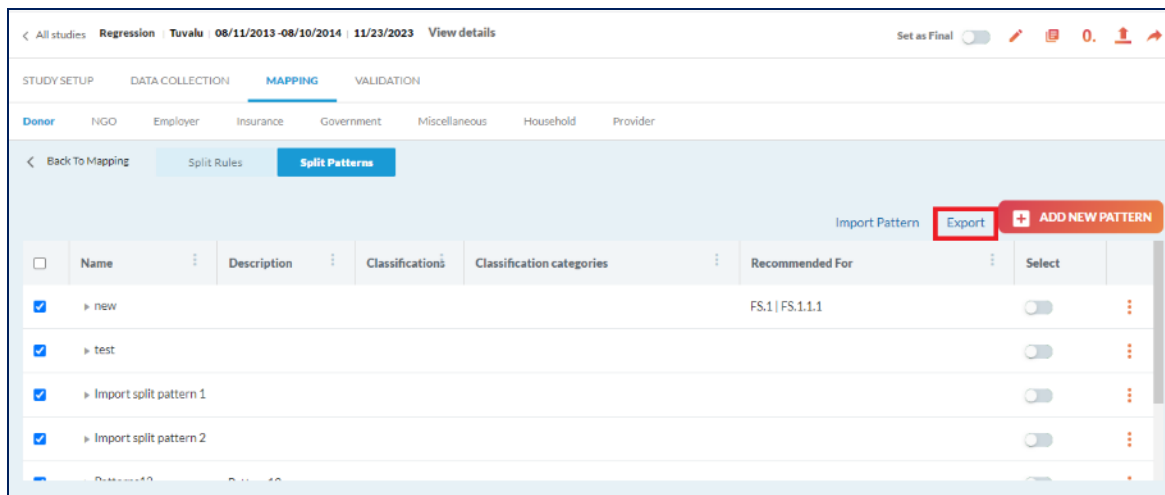 All studies Regression | Tuvalu | 08/11/2013 -08/10/2014 | 11/23/2023 View details Set as Final 0.
STUDY SETUP DATA COLLECTION MAPPING VALIDATION
Donor NGO Employer Insurance Government Miscellaneous Household Provider
Back To Mapping Split Rules Split Patterns
Import Pattern Export ADD NEW PATTERN
Name Description Classifications Classification categories Recommended For Select
new FS.1 | FS.1.1.1
test
Import split pattern 1
Import split pattern 2